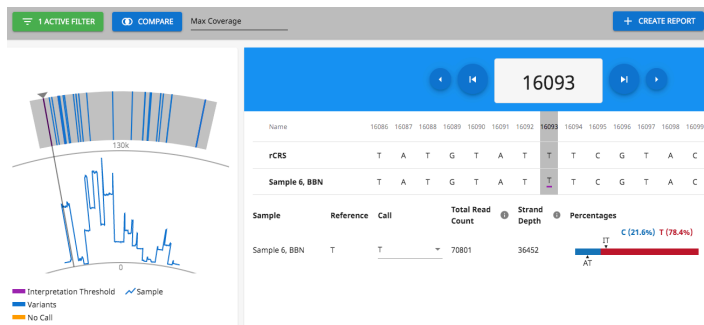 1 ACTIVE FILTER
COMPARE
Max Coverage
+ CREATE REPORT
16093
130k
0
Interpretation Threshold
Sample
Variants
No Call
Name 16086 16087 16088 16089 16090 16091 16092 16093 16094 16095 16096 16097 16098 16099
rCRS T A T G T A T T T C G T A C
Sample 6, BBN T A T G T A T T T C G T A C
Sample Reference Call Total Read Count Strand Depth Percentages
C (21.6%) T (78.4%)
IT
Sample 6, BBN T T 70801 36452
AT